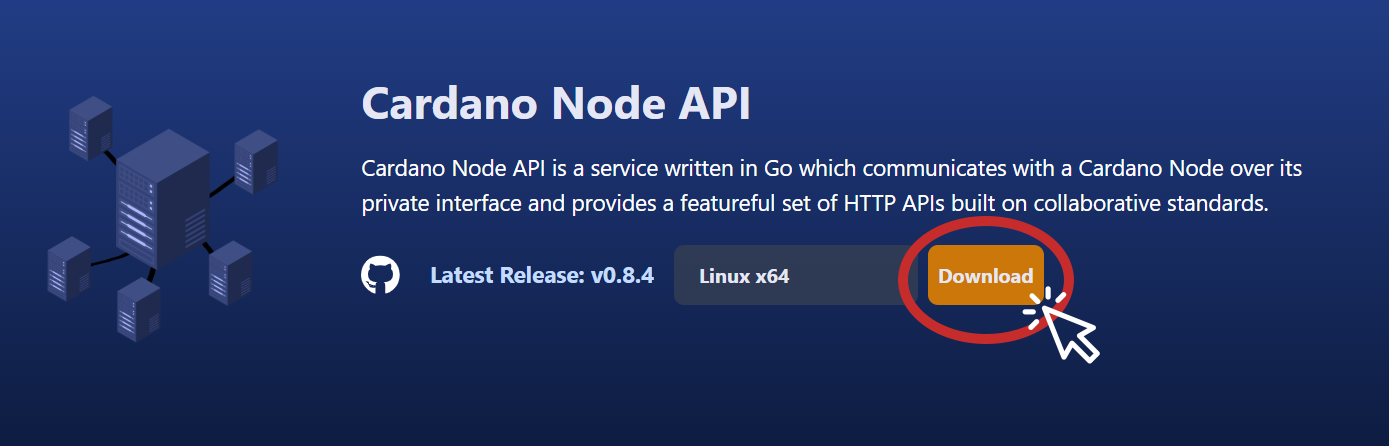 Cardano Node API
Cardano Node API is a service written in Go which communicates with a Cardano Node over its
private interface and provides a featureful set of HTTP APIs built on collaborative standards.
Latest Release: v0.8.4 Linux x64 Download